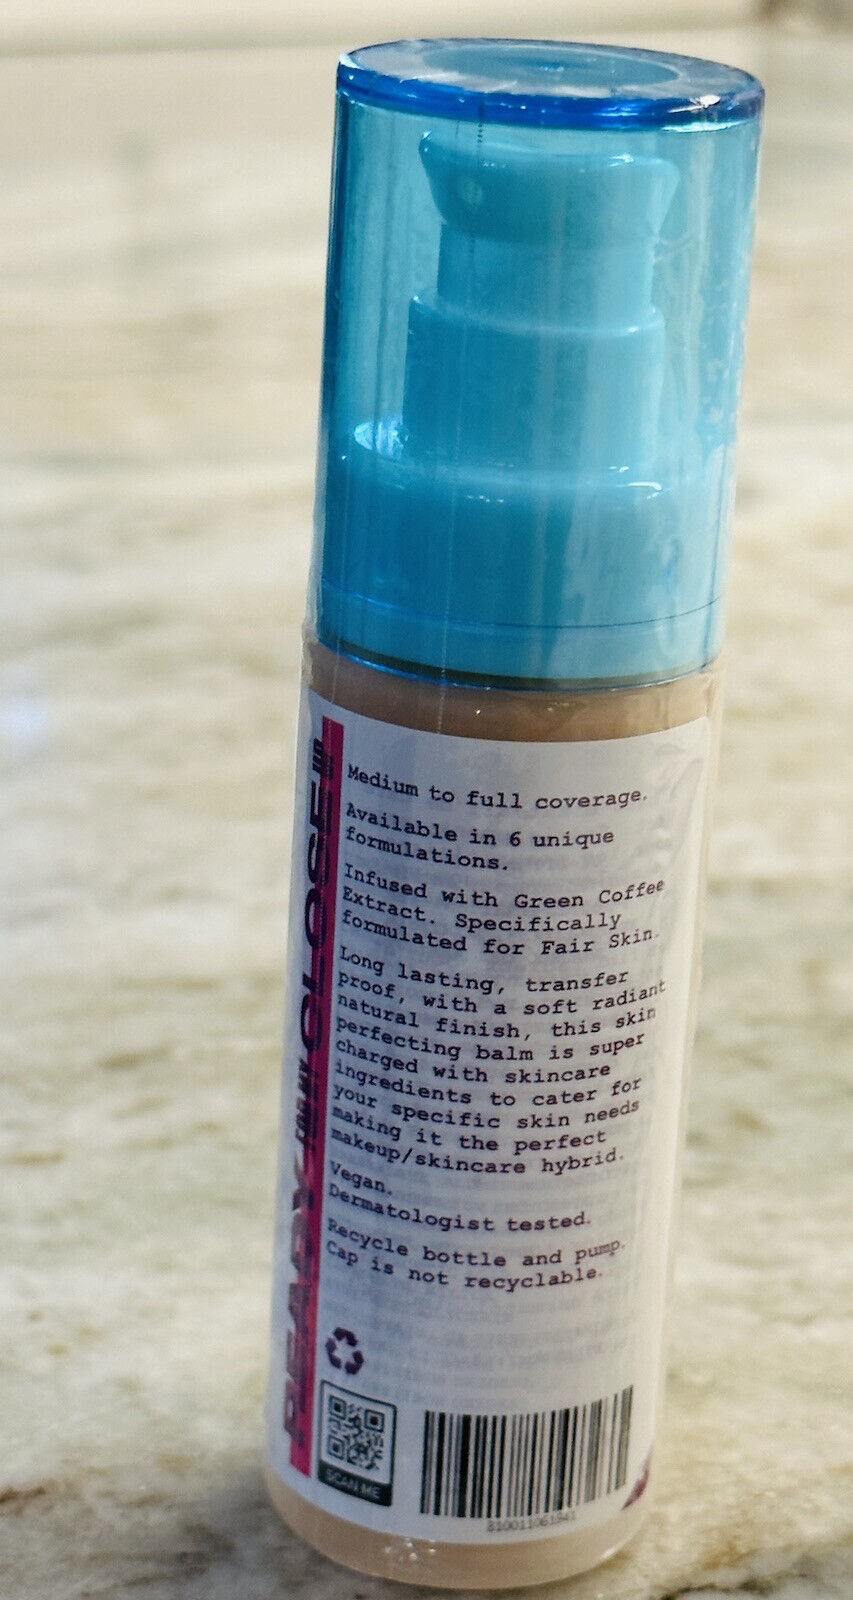 READY FOR MY CLOSE UP
Medium to full coverage.
Available in 6 unique
formulations.
Infused with Green Coffee
Extract. Specifically
formulated for Fair Skin.
Long lasting, transfer
proof, with a soft radiant
natural finish, this skin
perfecting balm is super
charged with skincare
ingredients to cater for
your specific skin needs
making it the perfect
makeup/skincare hybrid.
Vegan.
Dermatologist tested.
Recycle bottle and pump.
Cap is not recyclable.
SCAN ME